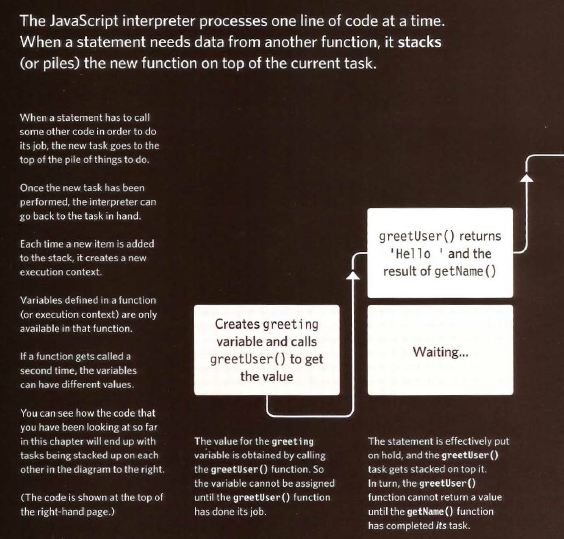 The JavaScript interpreter processes one line of code at a time.
When a statement needs data from another function, it stacks
(or piles) the new function on top of the current task.
When a statement has to call
some other code in order to do
its job, the new task goes to the
top of the pile of things to do.
Once the new task has been
performed, the interpreter can
go back to the task in hand.
Each time a new item is added
to the stack, it creates a new
execution context.
Variables defined in a function
(or execution context) are only
available in that function.
If a function gets called a
second time, the variables
can have different values.
You can see how the code that
you have been looking at so far
in this chapter will end up with
tasks being stacked up on each
other in the diagram to the right.
(The code is shown at the top of
the right-hand page.)
Creates greeting
variable and calls
greetUser() to get
the value
The value for the greeting
variable is obtained by calling
the greetUser() function. So
the variable cannot be assigned
until the greetUser() function
has done its job.
greetUser() returns
'Hello ' and the
result of getName()
Waiting...
The statement is effectively put
on hold, and the greetUser()
task gets stacked on top it.
In turn, the greetUser()
function cannot return a value
until the getName() function
has completed its task.